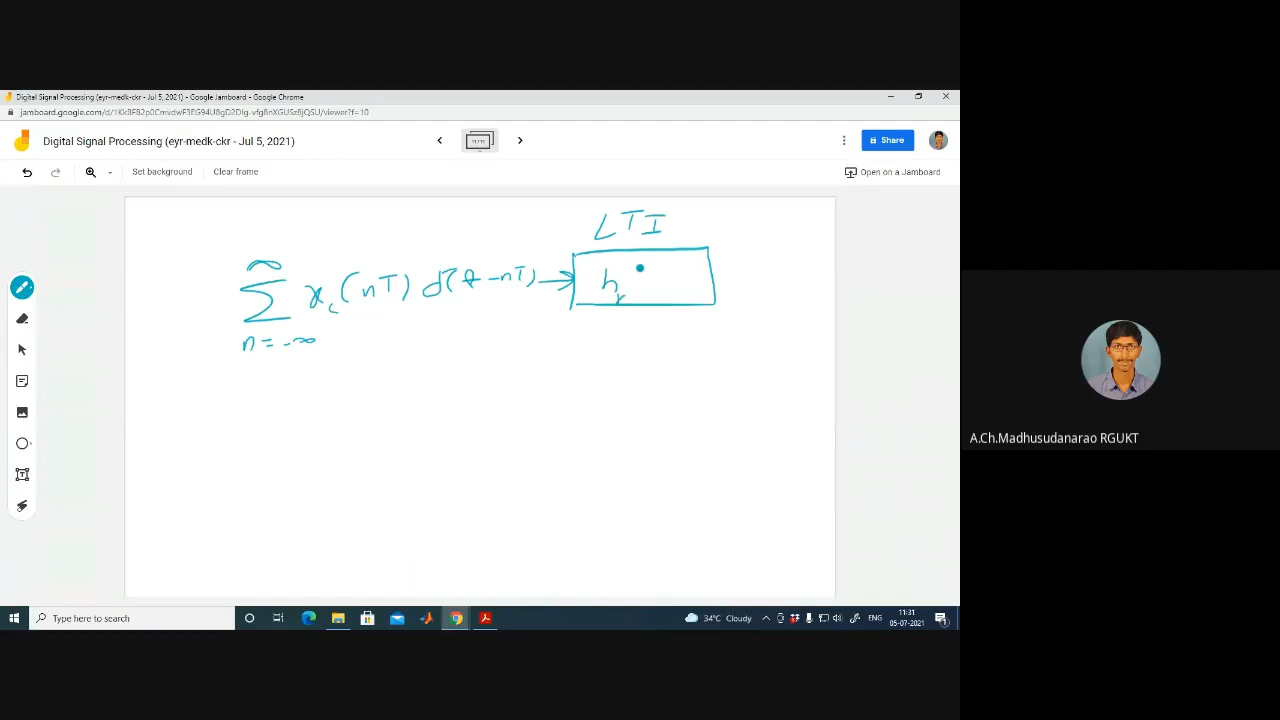 Digital Signal Processing (eyr-medk-ckr - Jul 5, 2021) - Google Jamboard - Google Chrome
Digital Signal Processing (eyr-medk-ckr - Jul 5, 2021)
11 / 11
Share
Set background
Clear frame
Open on a Jamboard
LTI
∞
∑ x_c(nT) δ(t-nT) → h_r
n = -∞
A.Ch.Madhusudanarao RGUKT
Type here to search
34°C Cloudy
ENG
11:31
05-07-2021